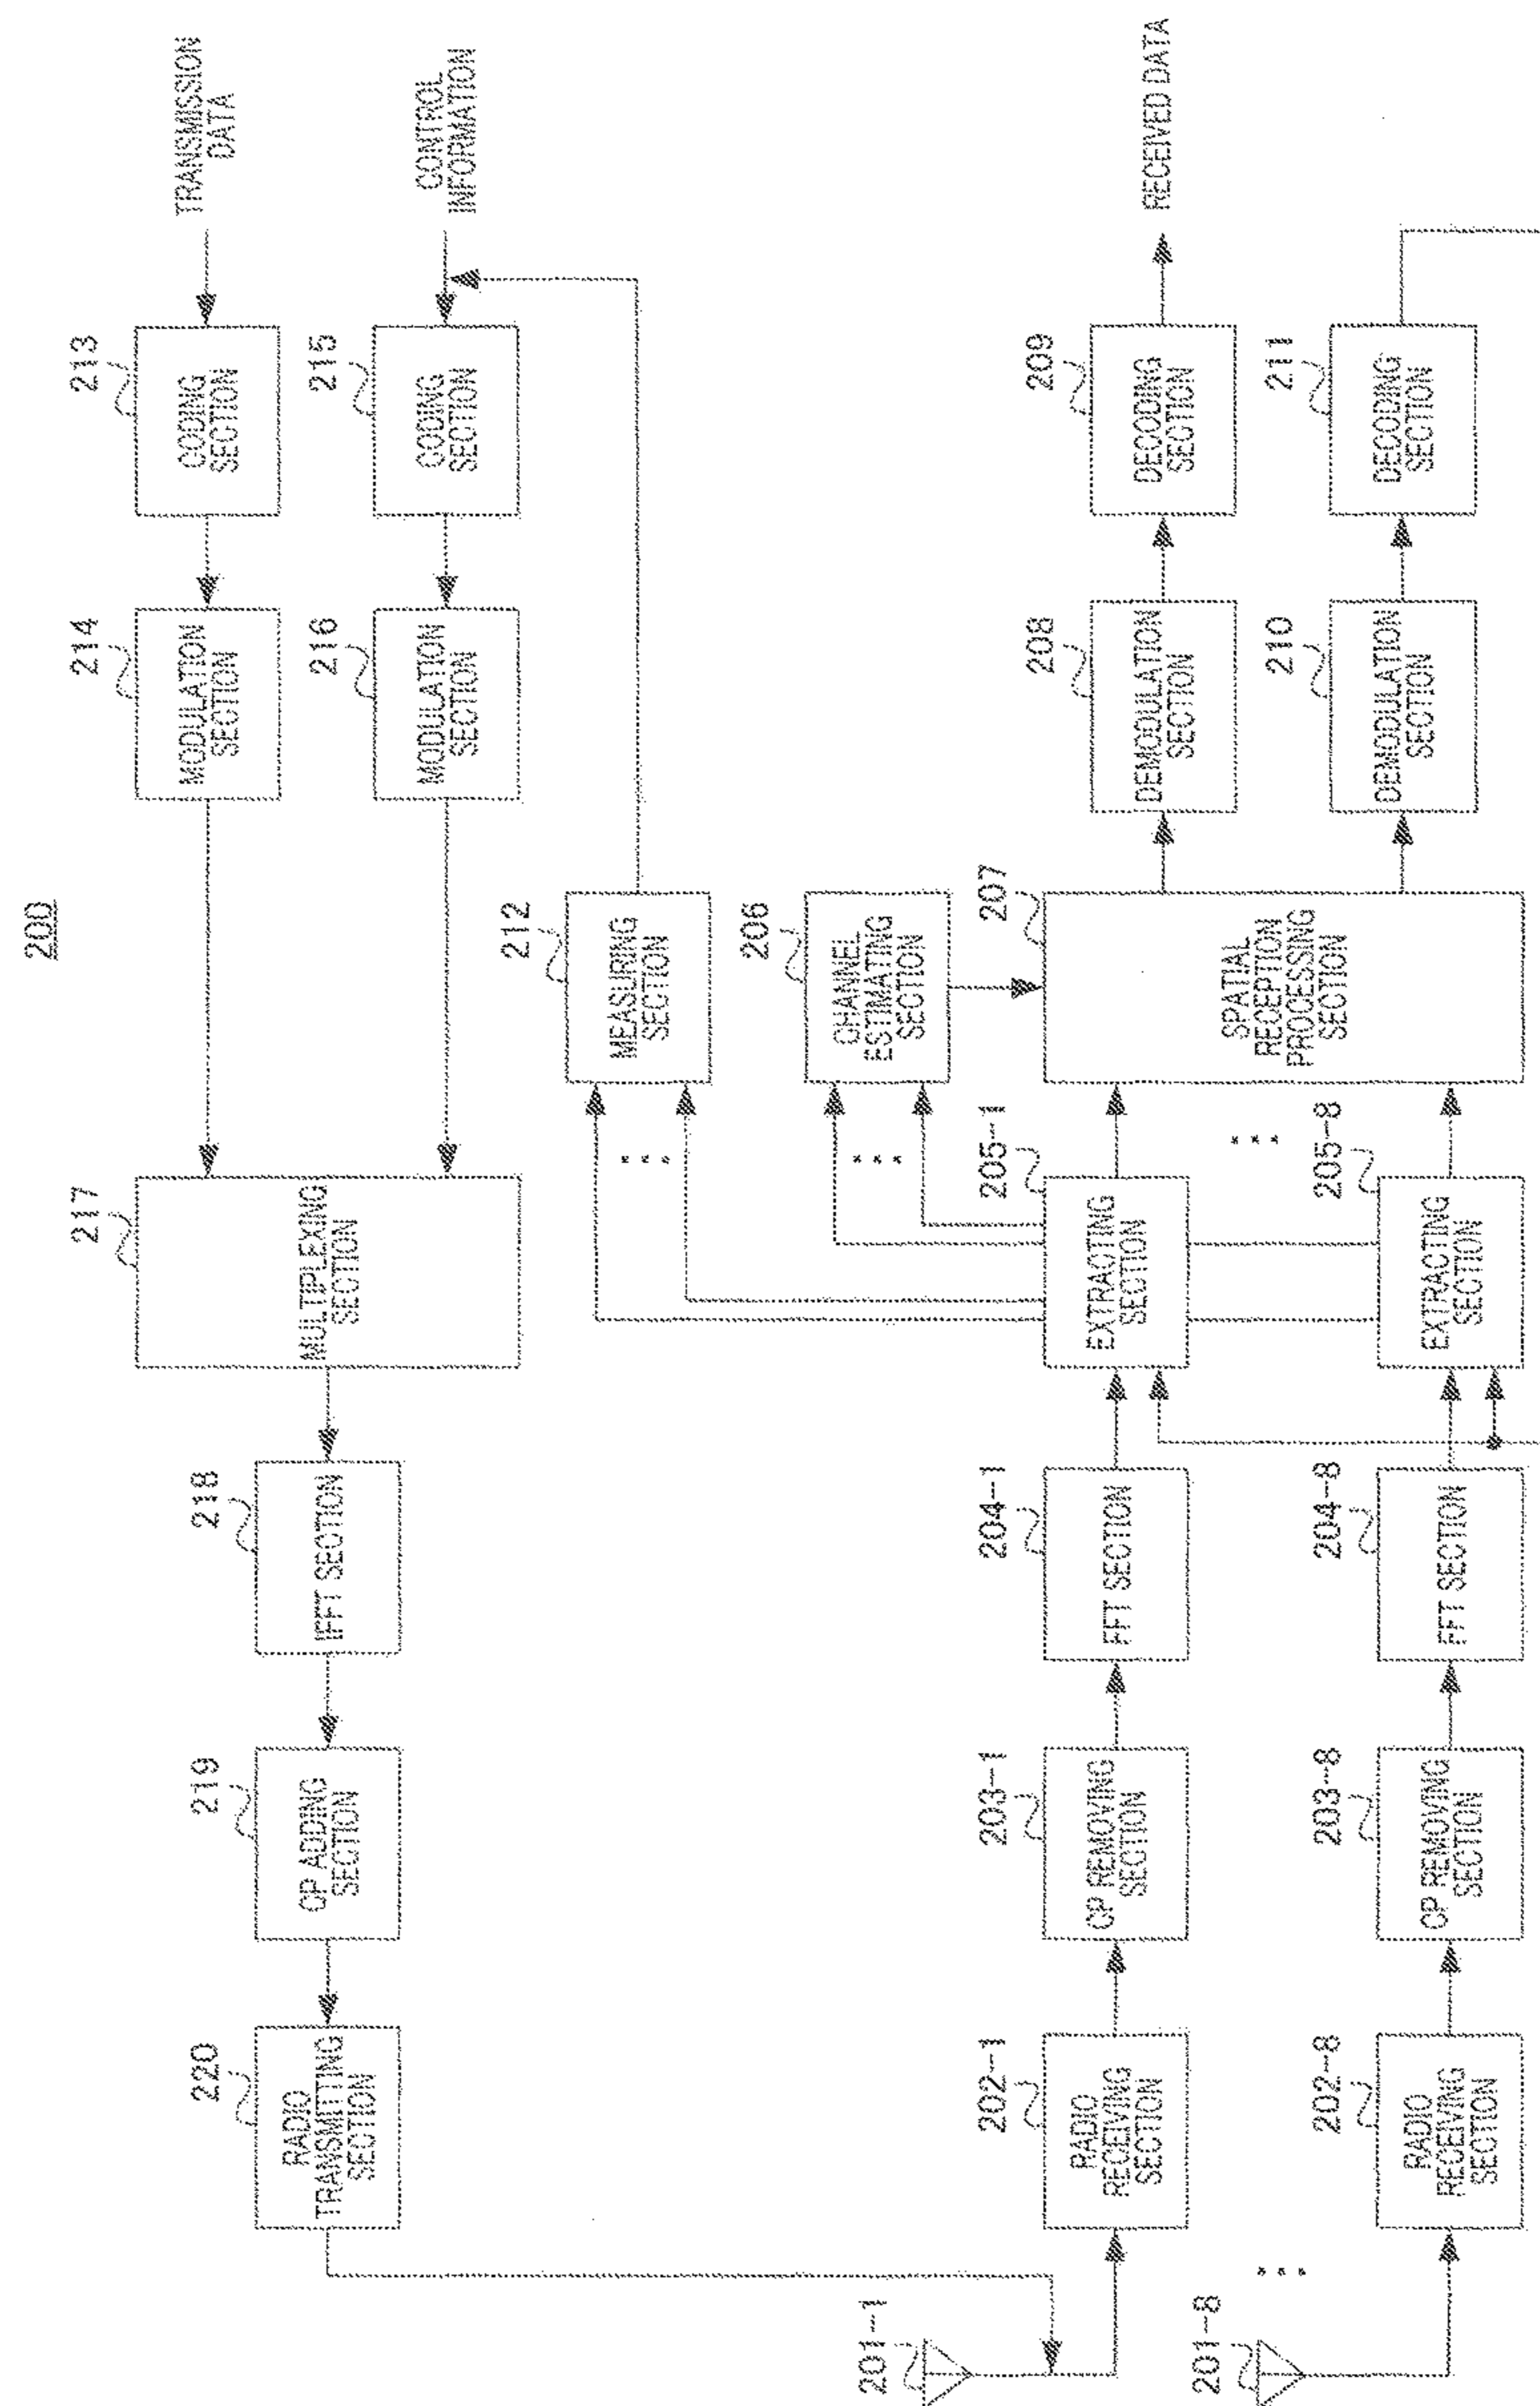 200
201-1
RADIO
RECEIVING
SECTION
202-1
CP REMOVING
SECTION
203-1
FFT SECTION
204-1
EXTRACTING
SECTION
205-1
201-8
RADIO
RECEIVING
SECTION
202-8
CP REMOVING
SECTION
203-8
FFT SECTION
204-8
EXTRACTING
SECTION
205-8
CHANNEL
ESTIMATING
SECTION
206
SPATIAL
RECEPTION
PROCESSING
SECTION
207
DEMODULATION
SECTION
208
DECODING
SECTION
209
RECEIVED DATA
DEMODULATION
SECTION
210
DECODING
SECTION
211
MEASURING
SECTION
212
TRANSMISSION
DATA
CODING
SECTION
213
MODULATION
SECTION
214
CONTROL
INFORMATION
CODING
SECTION
215
MODULATION
SECTION
216
MULTIPLEXING
SECTION
217
IFFT SECTION
218
CP ADDING
SECTION
219
RADIO
TRANSMITTING
SECTION
220